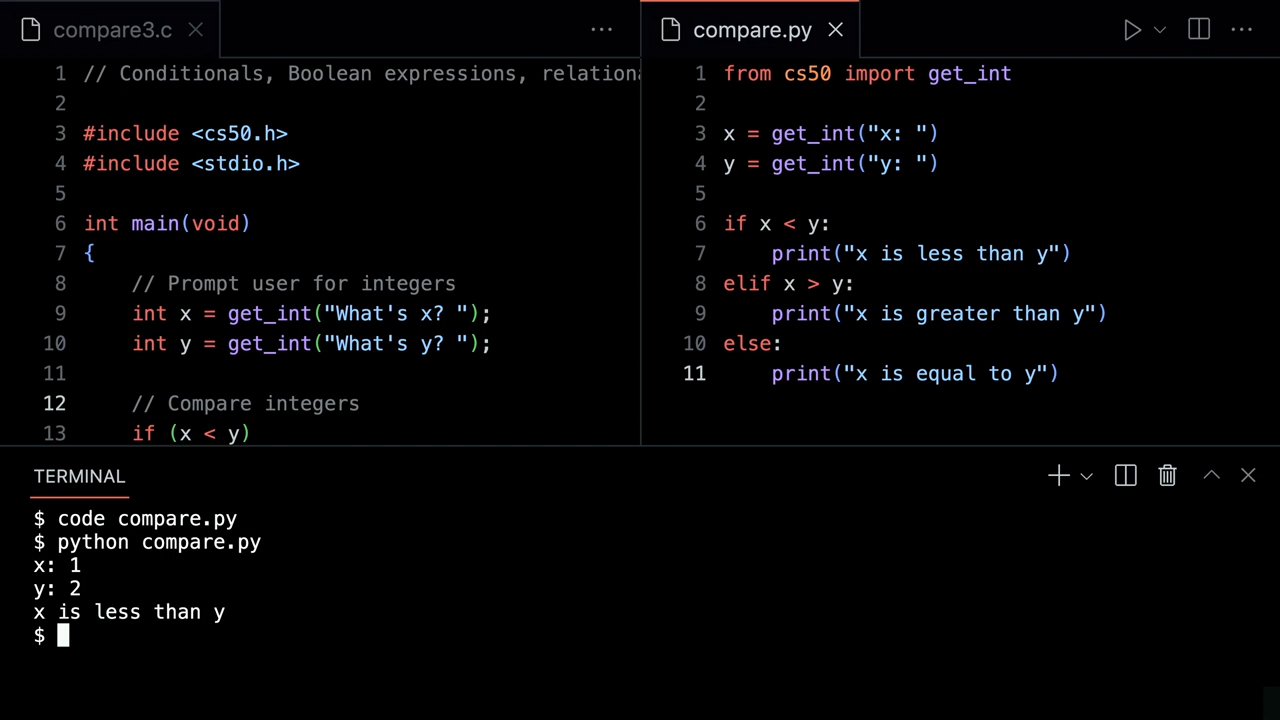 compare3.c
1 // Conditionals, Boolean expressions, relationa
2
3 #include <cs50.h>
4 #include <stdio.h>
5
6 int main(void)
7 {
8     // Prompt user for integers
9     int x = get_int("What's x? ");
10     int y = get_int("What's y? ");
11
12     // Compare integers
13     if (x < y)
compare.py
1 from cs50 import get_int
2
3 x = get_int("x: ")
4 y = get_int("y: ")
5
6 if x < y:
7     print("x is less than y")
8 elif x > y:
9     print("x is greater than y")
10 else:
11     print("x is equal to y")
TERMINAL
$ code compare.py
$ python compare.py
x: 1
y: 2
x is less than y
$